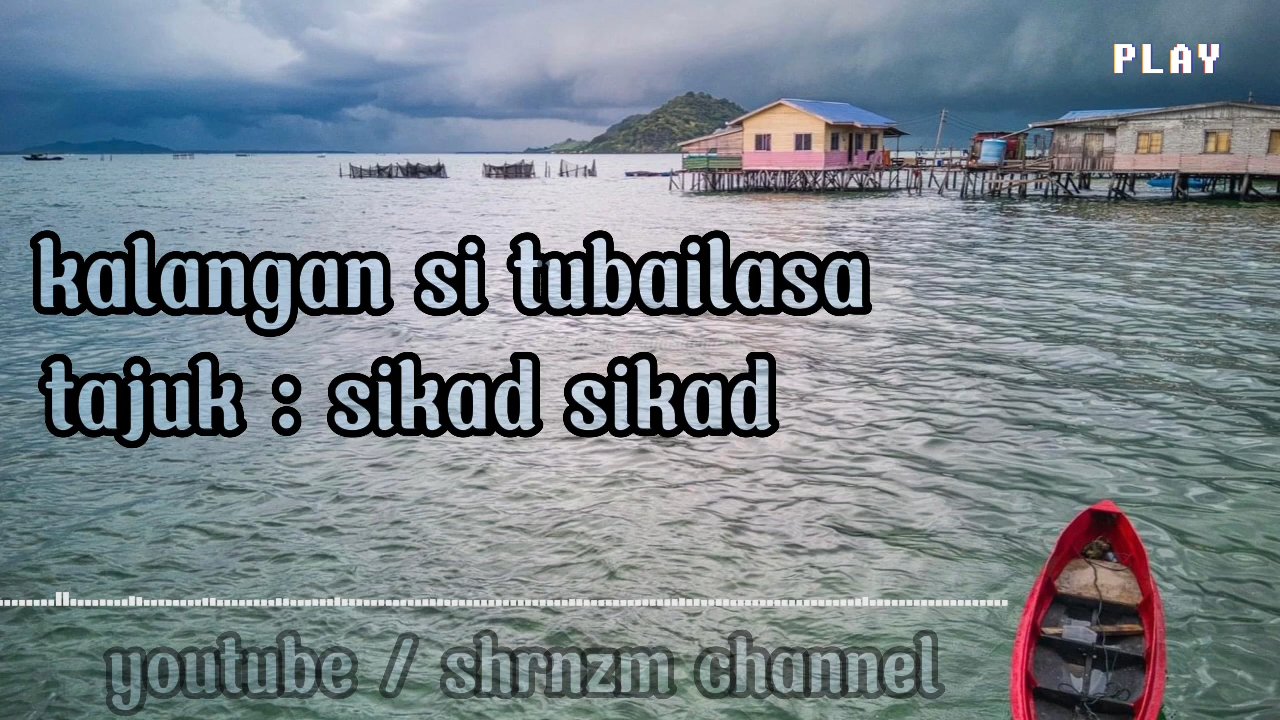 PLAY
kalangan si tubailasa
tajuk : sikad sikad
youtube / shrnzm channel